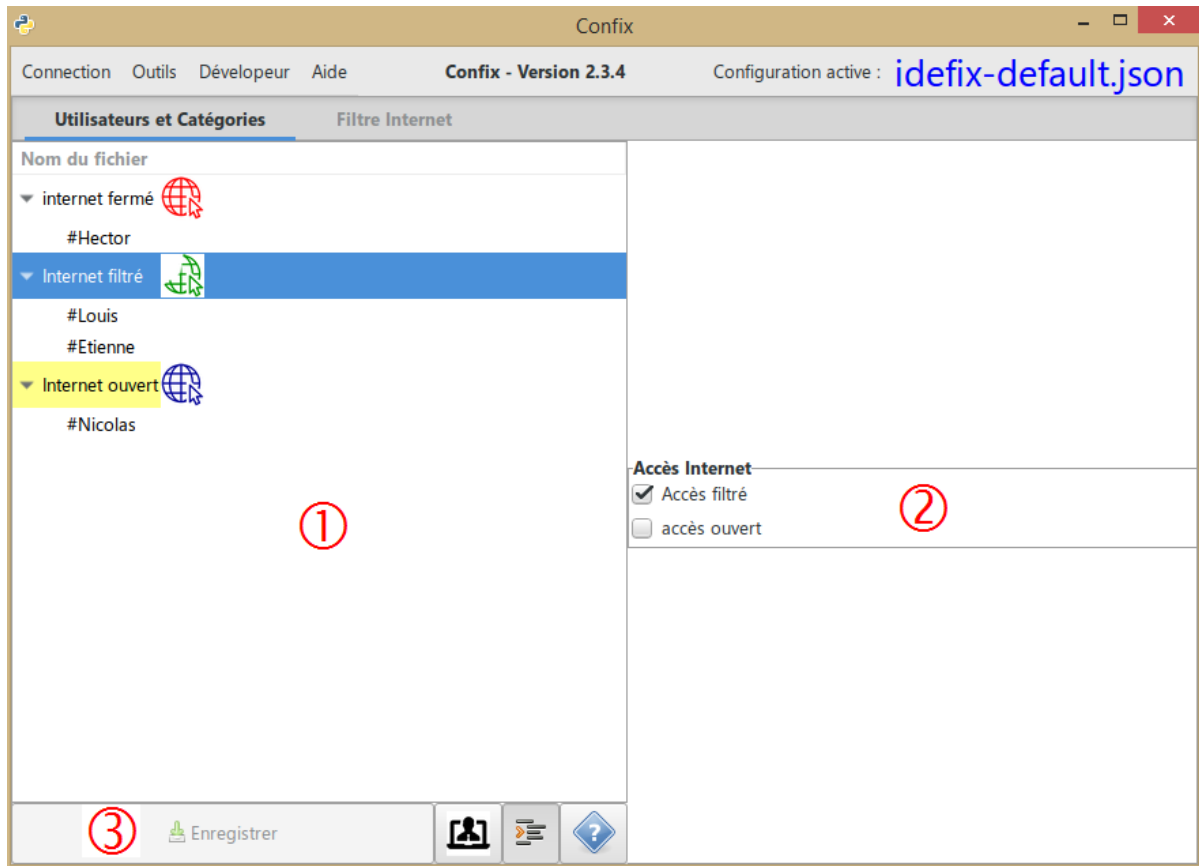 Confix
Connection Outils Dévelopeur Aide Confix - Version 2.3.4 Configuration active : idefix-default.json
Utilisateurs et Catégories Filtre Internet
Nom du fichier
internet fermé
#Hector
Internet filtré
#Louis
#Etienne
Internet ouvert
#Nicolas
Accès Internet
Accès filtré
accès ouvert
①
②
③ Enregistrer
?